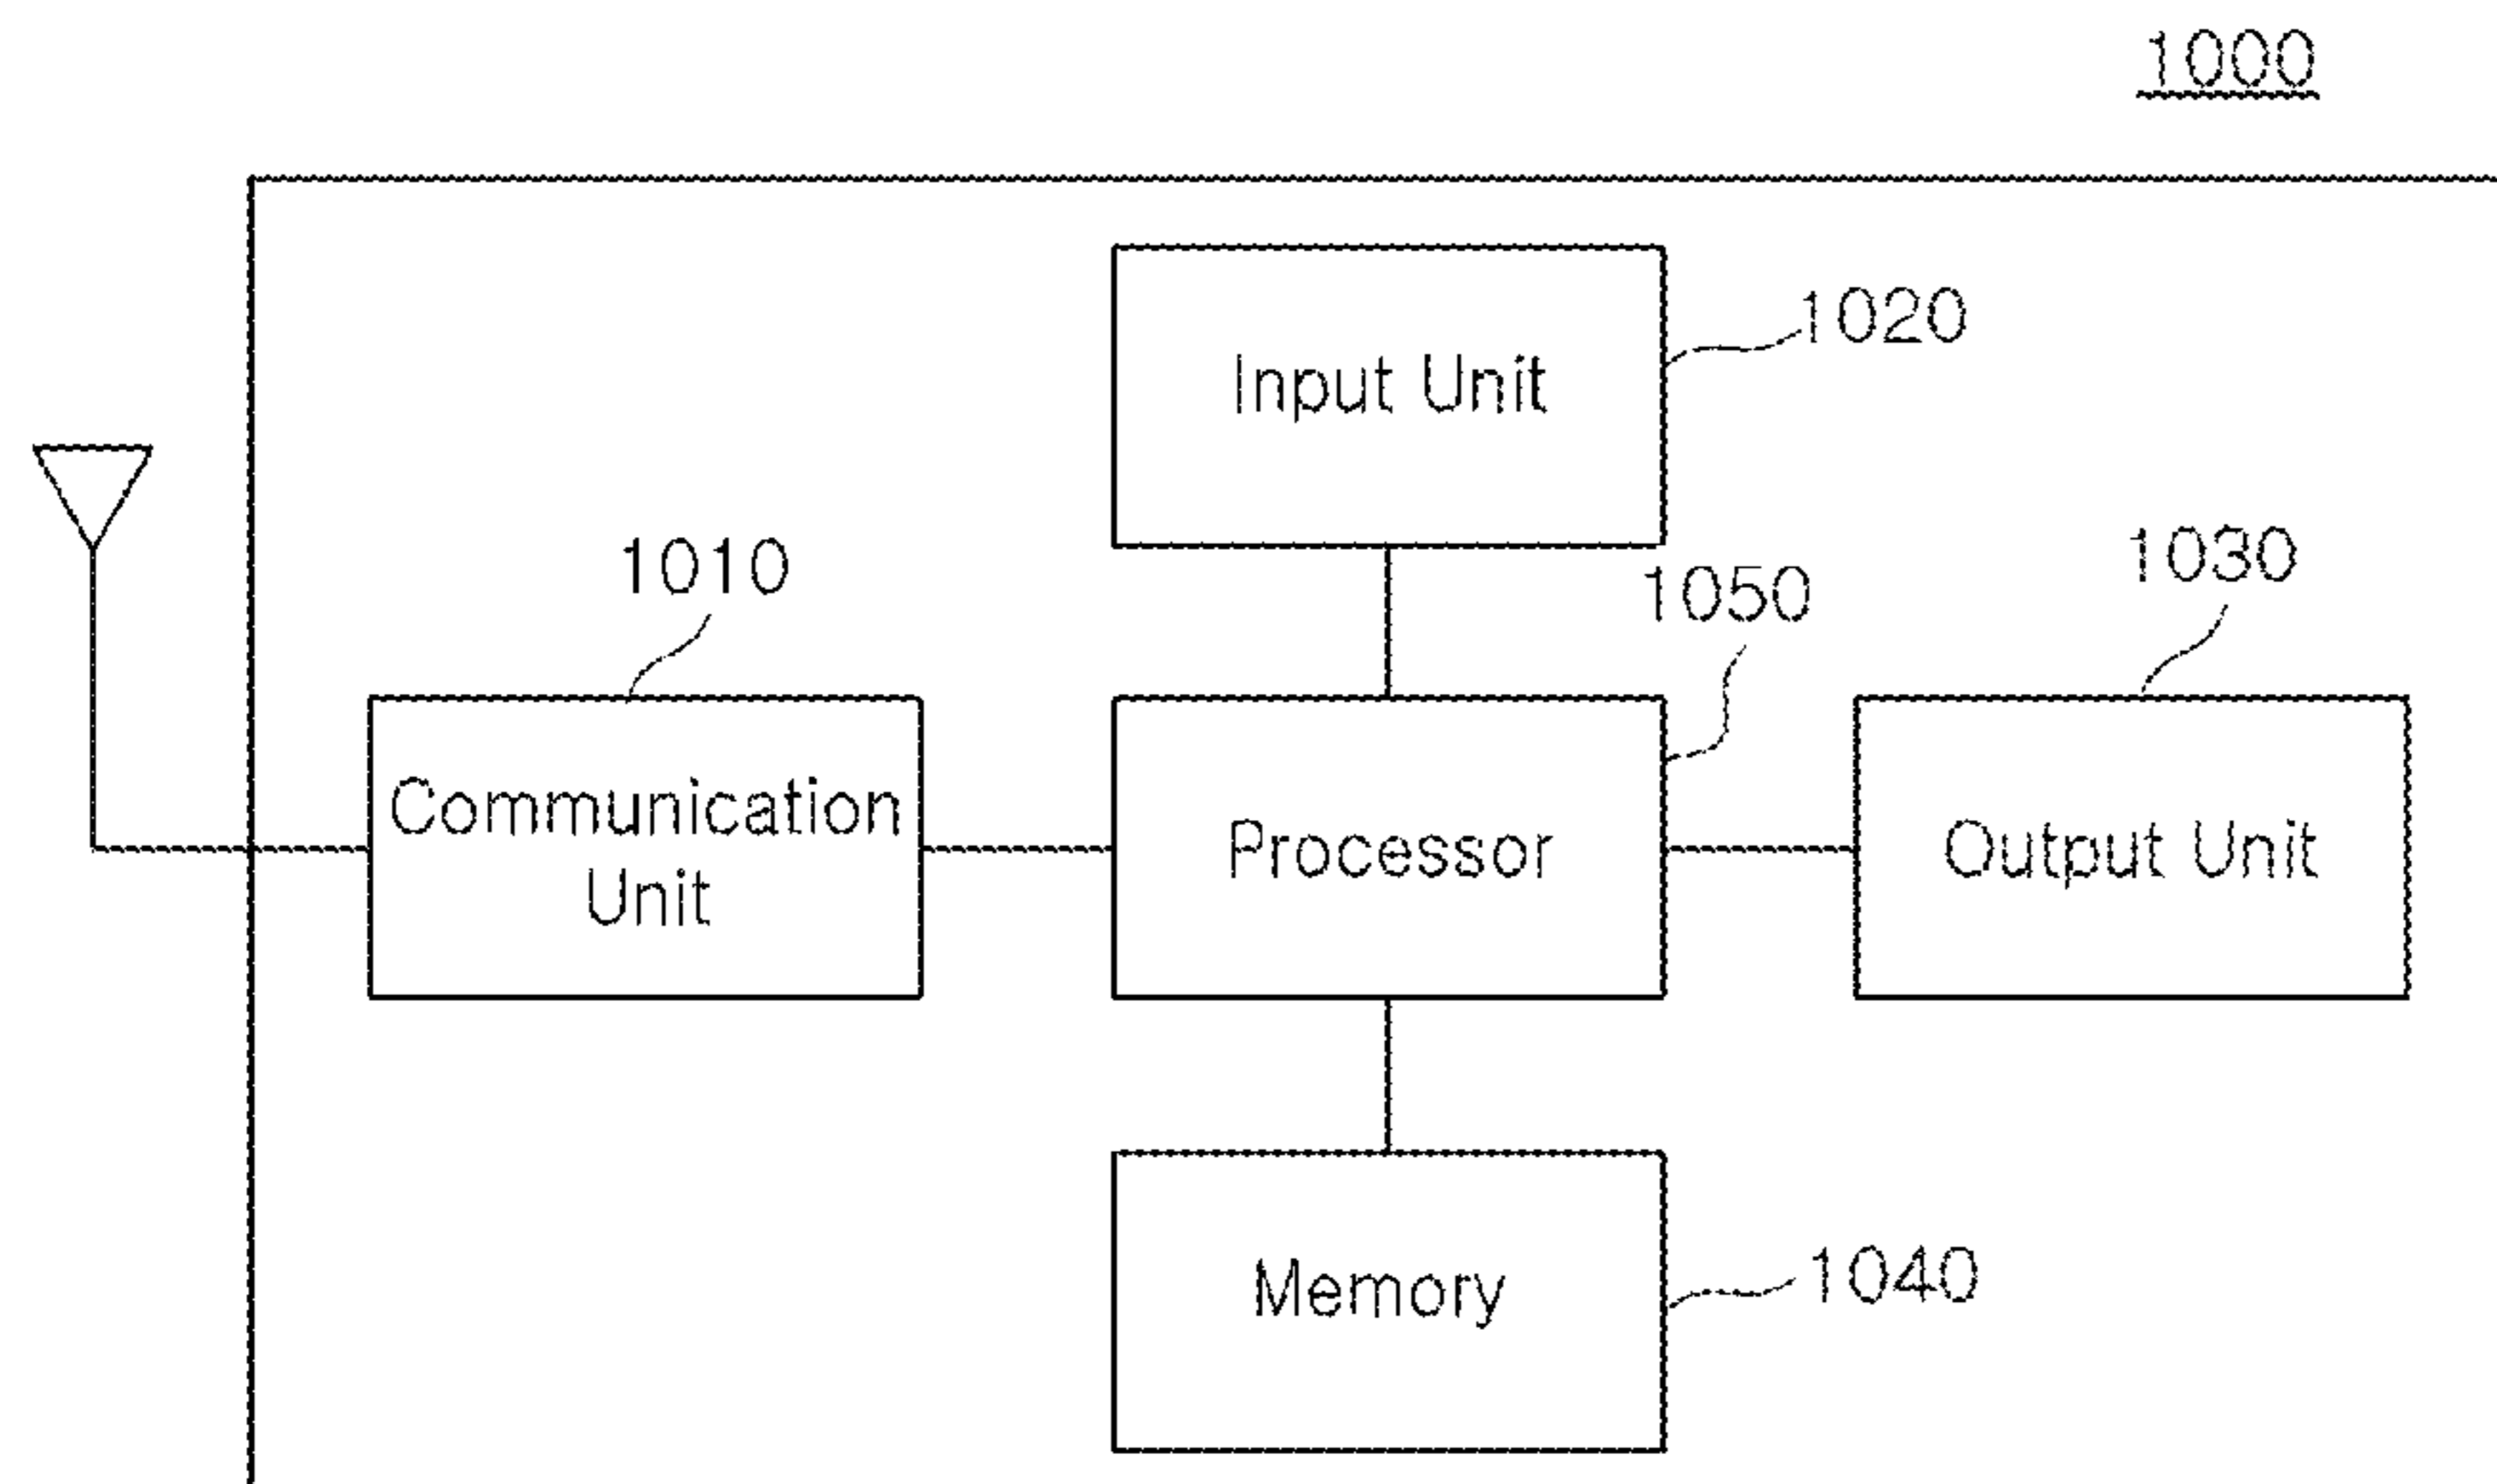 1000
Input Unit
1020
1010
1050
1030
Communication
Unit
Processor
Output Unit
Memory
1040